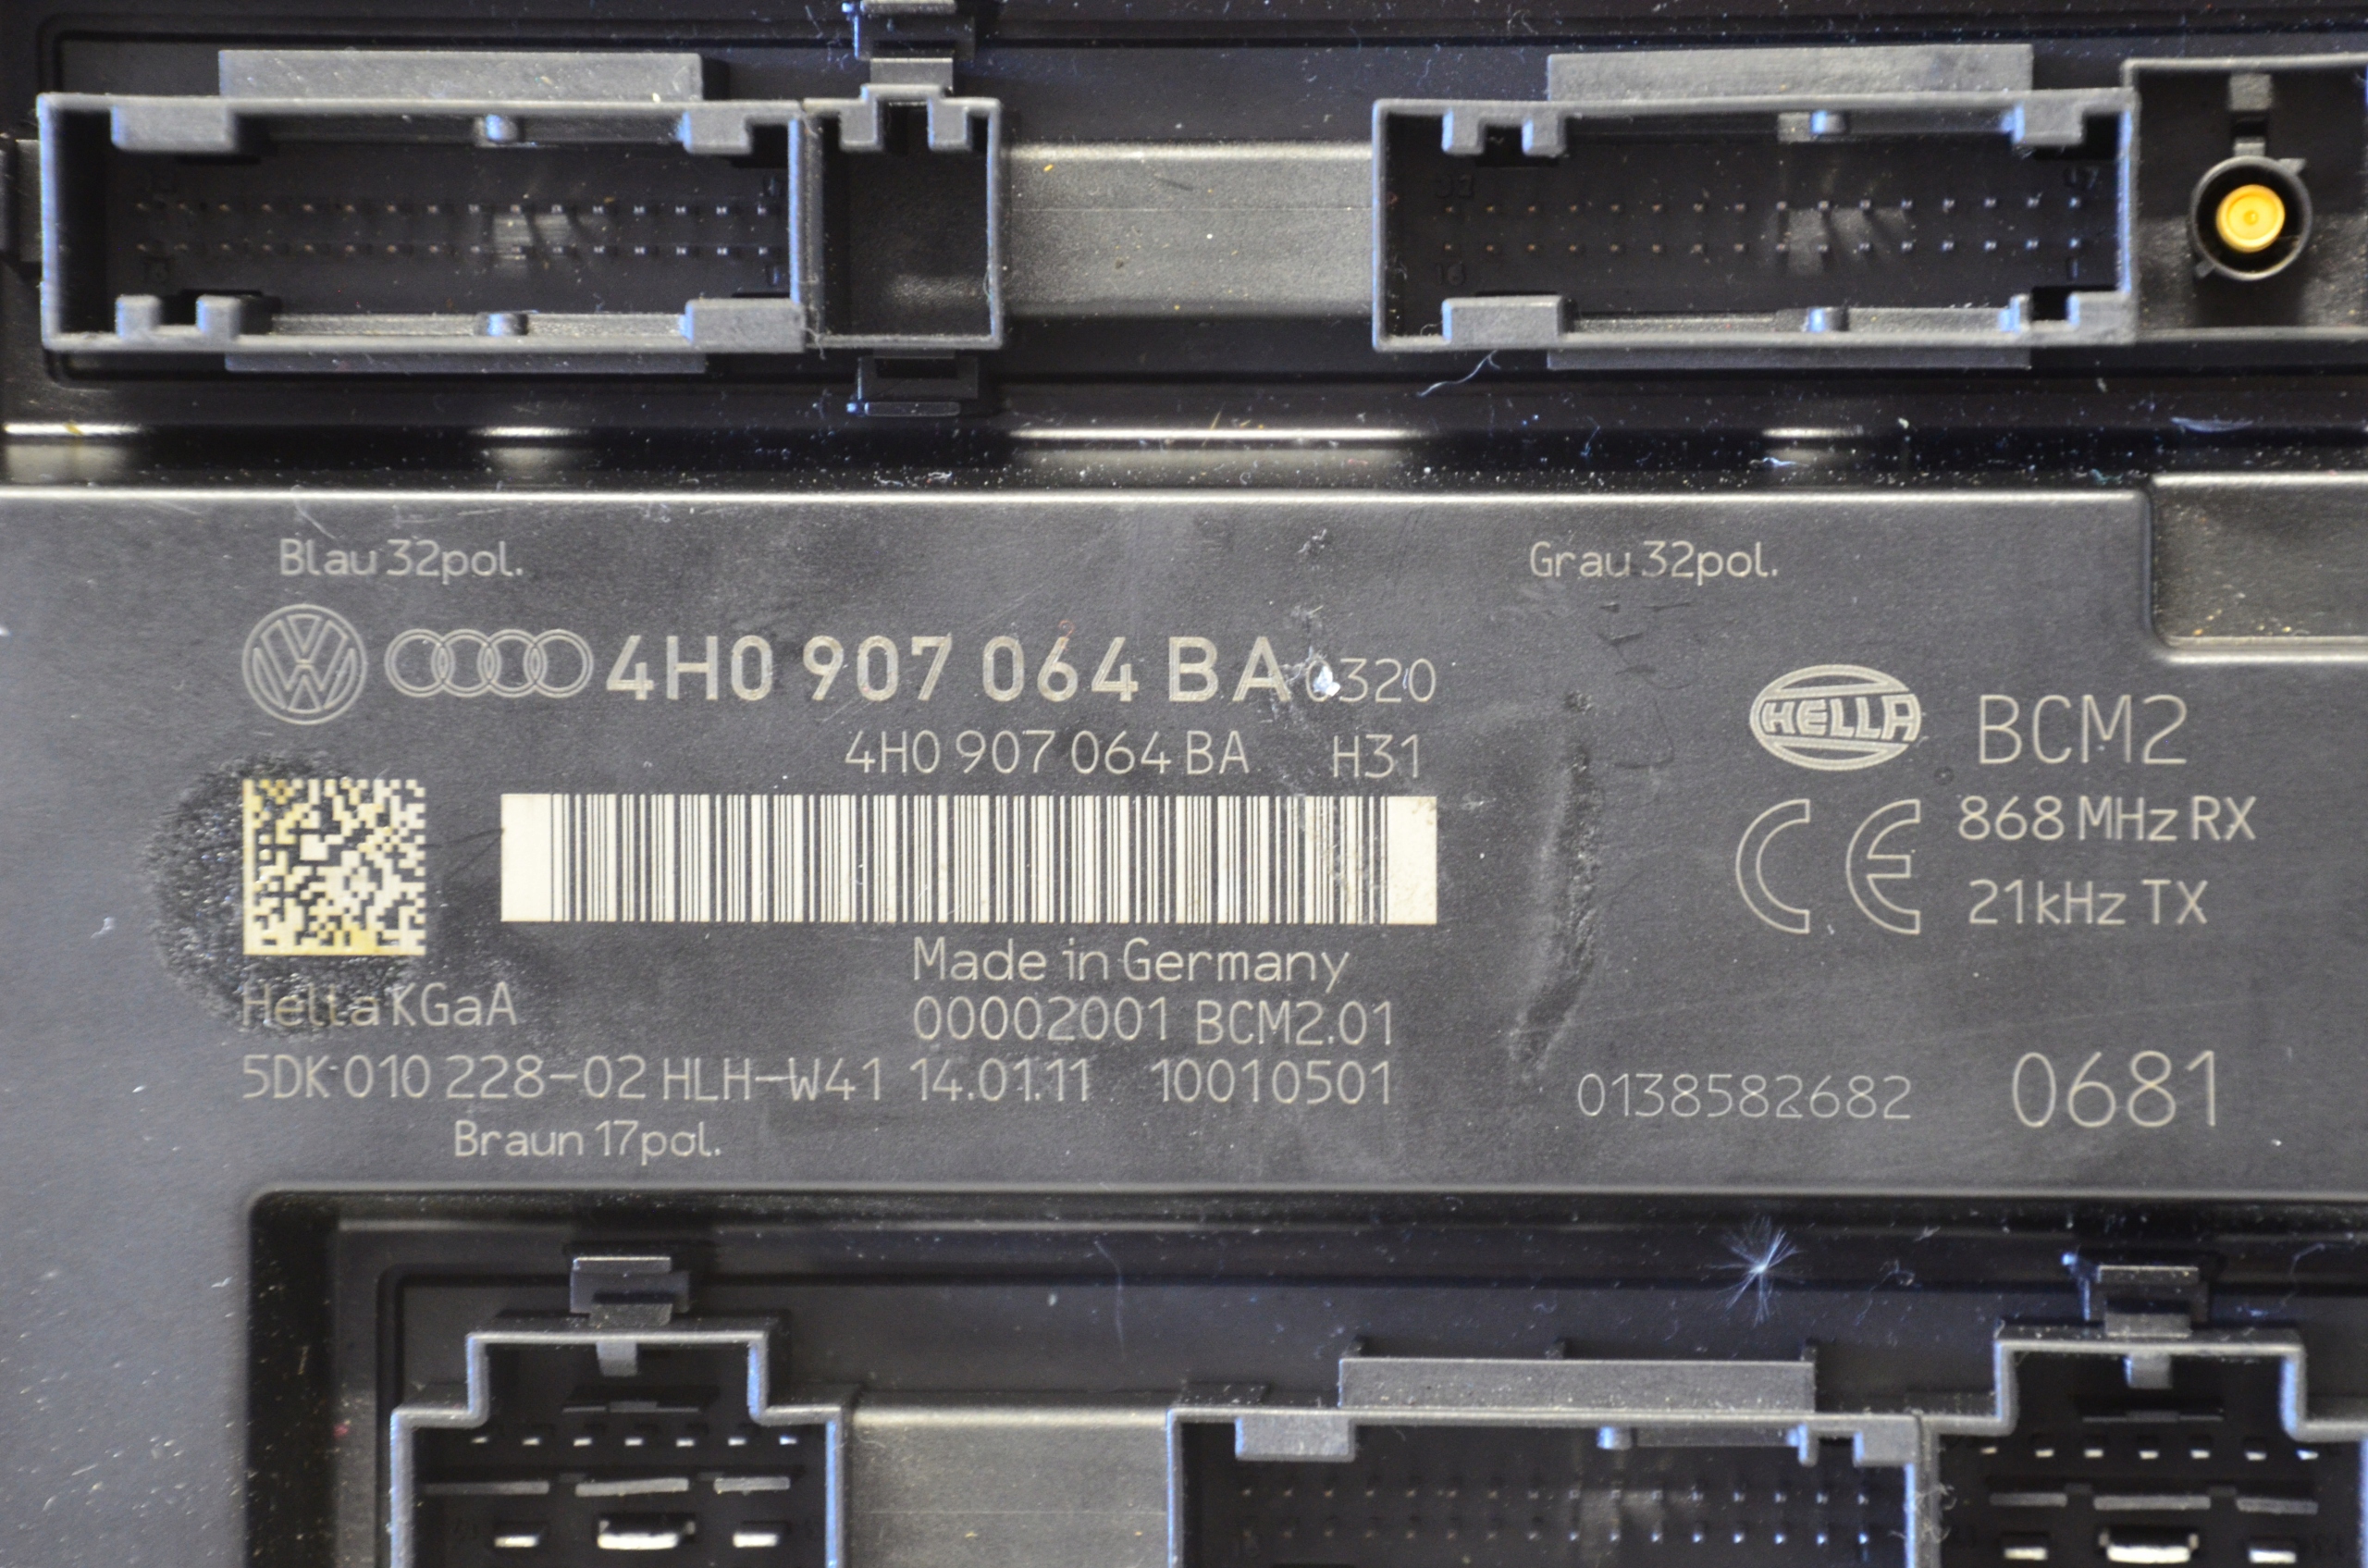 Blau 32pol.
Grau 32pol.
4H0 907 064 BA 0320
4H0 907 064 BA H31
HELLA
BCM2
CE
868 MHz RX
21kHz TX
Made in Germany
Hella KGaA
00002001 BCM2.01
5DK 010 228-02 HLH-W41 14.01.11 10010501
0138582682
0681
Braun 17pol.